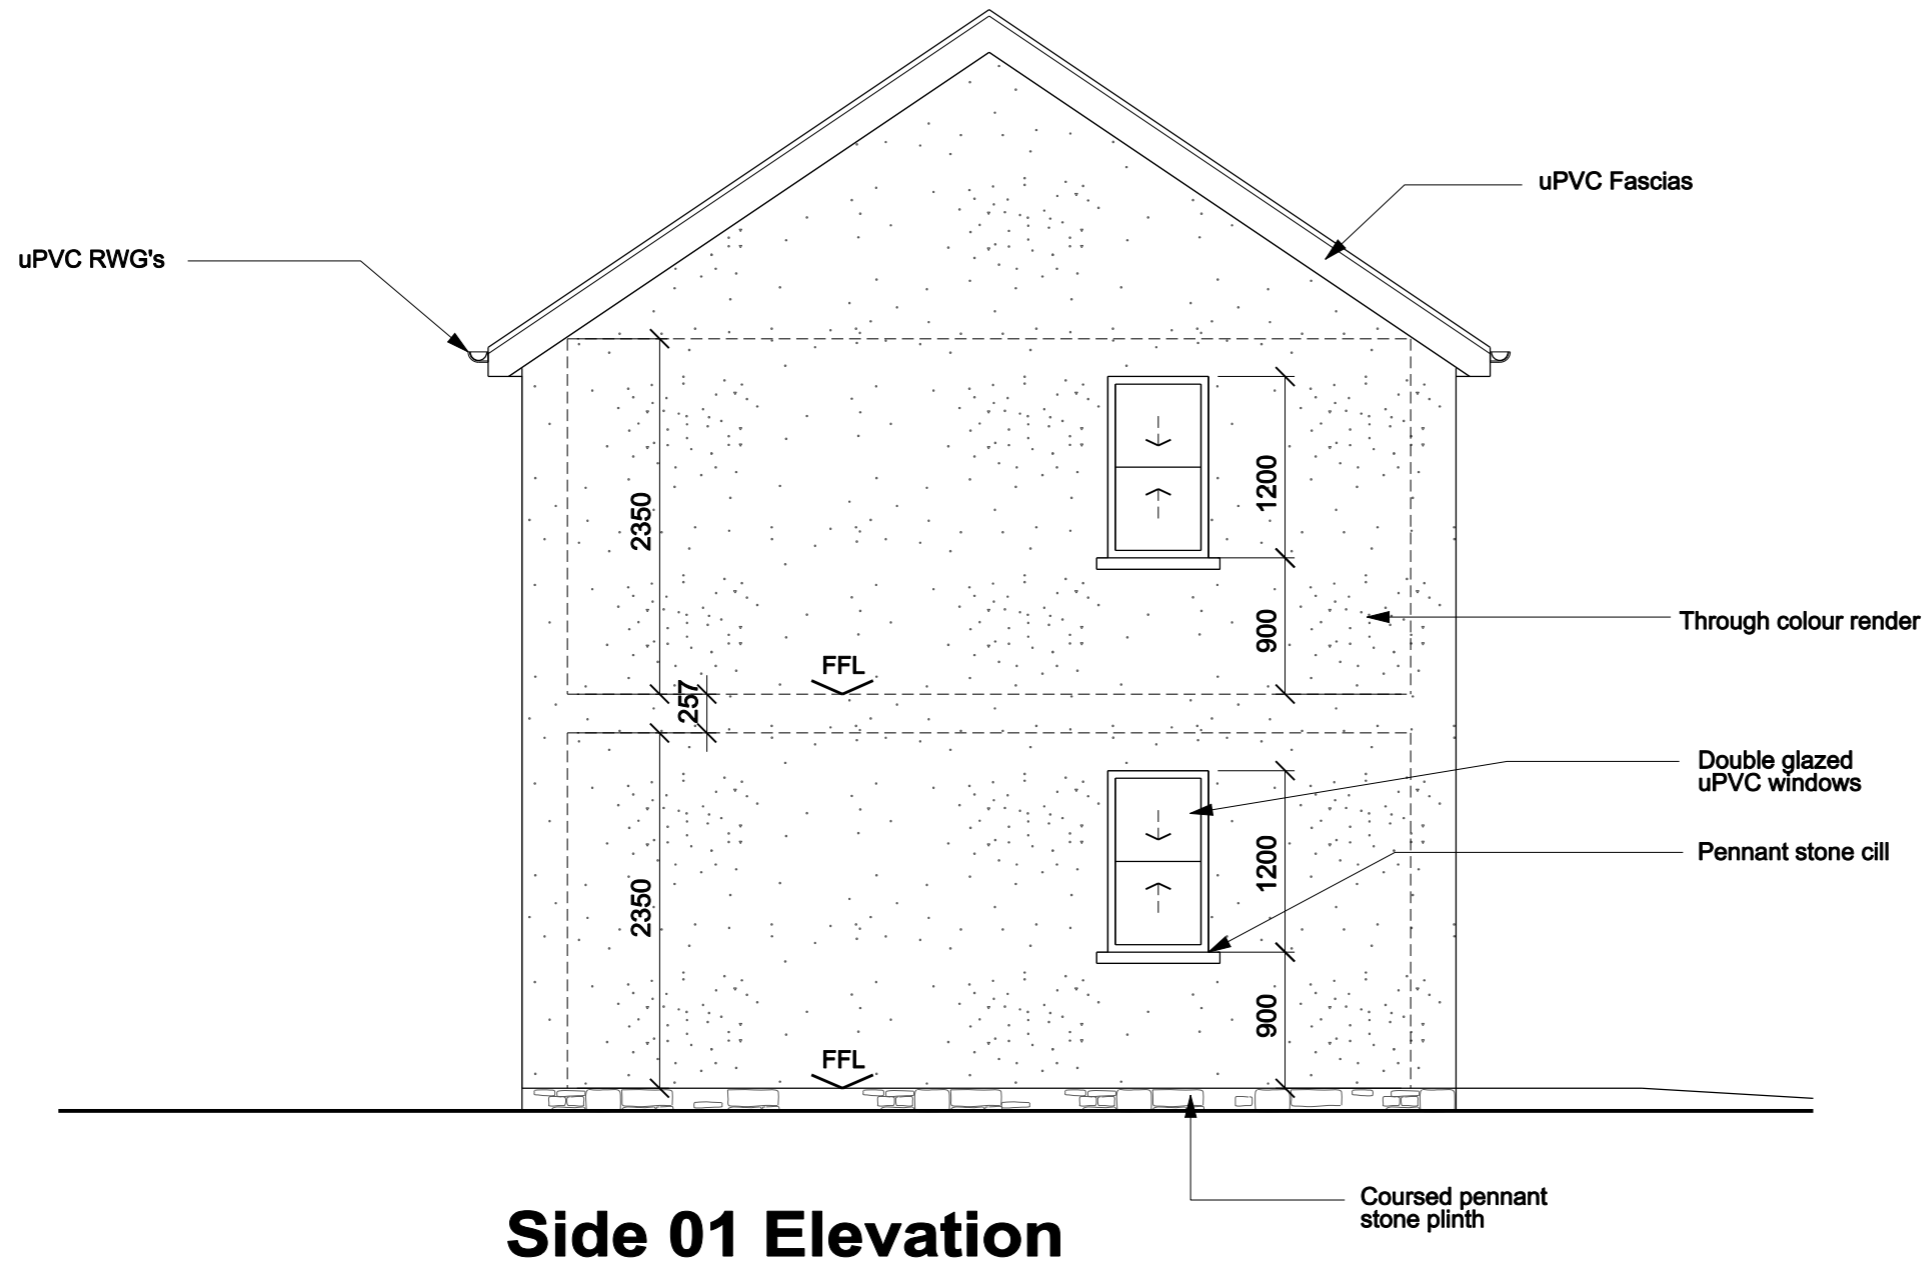 uPVC Fascias
uPVC RWG's
2350
1200
900
Through colour render
FFL
257
Double glazed
uPVC windows
1200
Pennant stone cill
2350
900
FFL
Coursed pennant
stone plinth
Side 01 Elevation